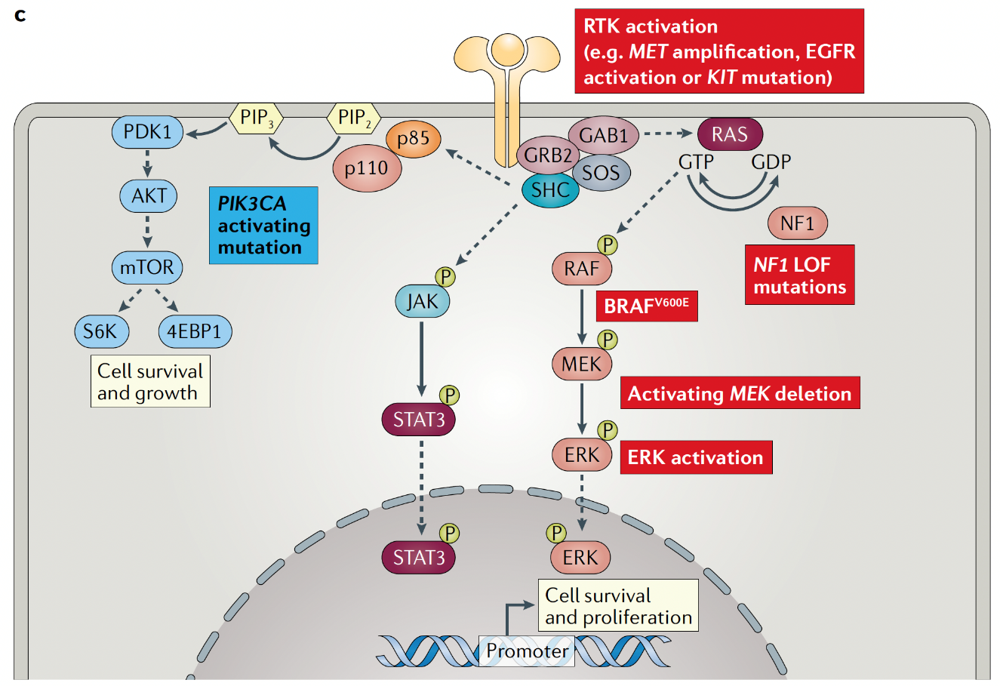 c
RTK activation
(e.g. MET amplification, EGFR
activation or KIT mutation)
PDK1
PIP3
PIP2
p85
p110
GRB2
GAB1
SOS
SHC
RAS
GTP
GDP
AKT
PIK3CA
activating
mutation
NF1
NF1 LOF
mutations
mTOR
P
RAF
P
JAK
BRAFV600E
S6K
4EBP1
P
MEK
Cell survival
and growth
P
STAT3
Activating MEK deletion
P
ERK
ERK activation
P
STAT3
P
ERK
Cell survival
and proliferation
Promoter